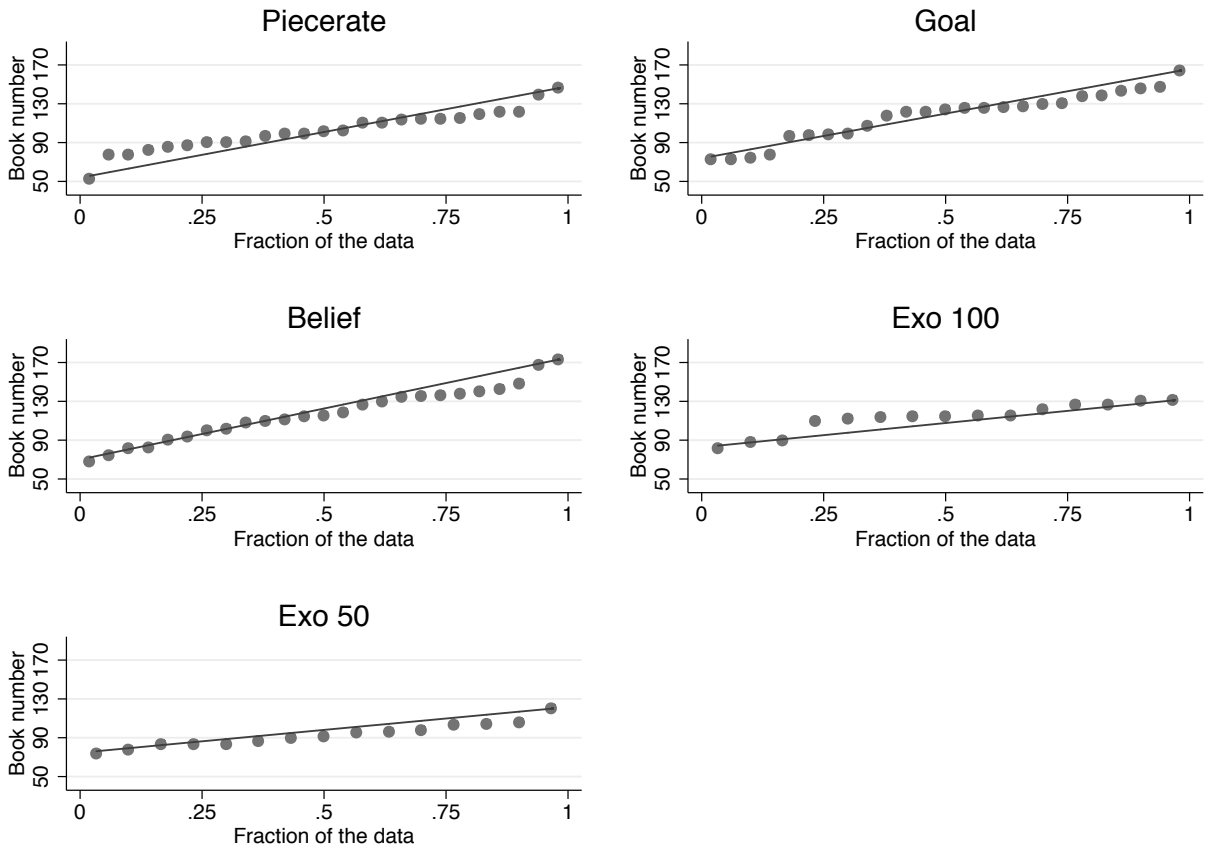 Piecerate
Book number
50 90 130 170
0 .25 .5 .75 1
Fraction of the data
Goal
Book number
50 90 130 170
0 .25 .5 .75 1
Fraction of the data
Belief
Book number
50 90 130 170
0 .25 .5 .75 1
Fraction of the data
Exo 100
Book number
50 90 130 170
0 .25 .5 .75 1
Fraction of the data
Exo 50
Book number
50 90 130 170
0 .25 .5 .75 1
Fraction of the data